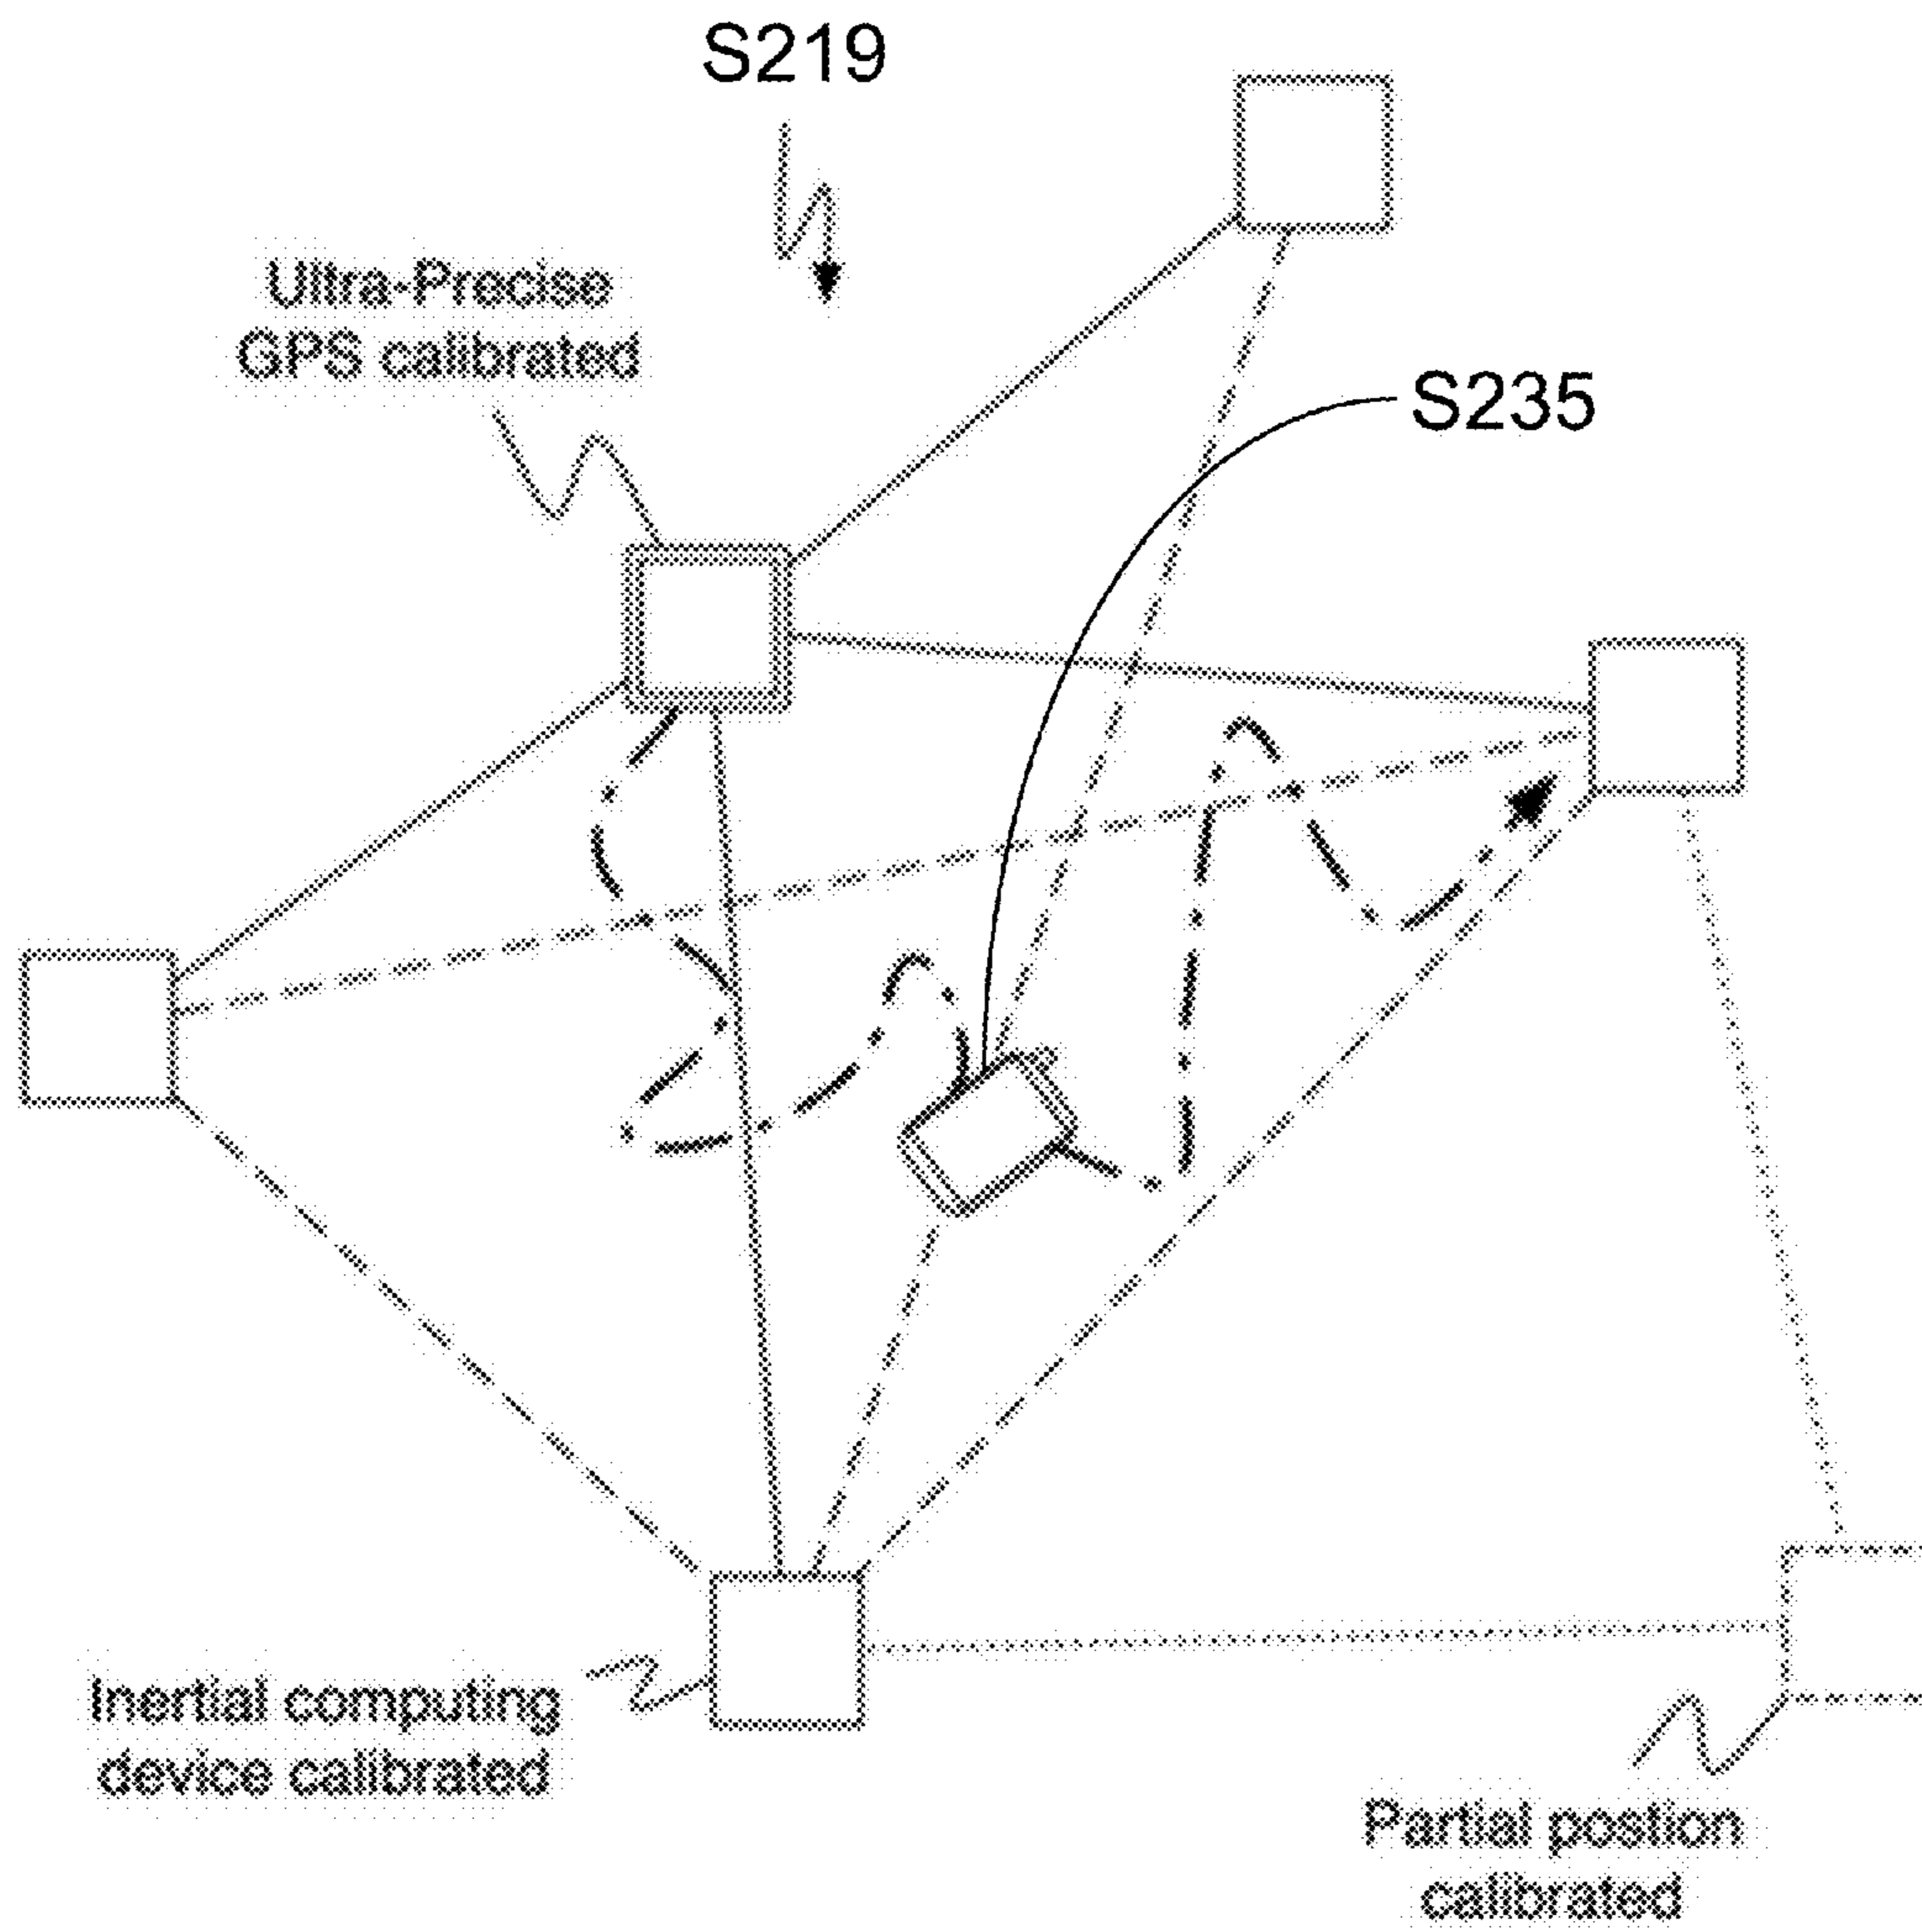 S219
Ultra-Precise
GPS calibrated
S235
Inertial computing
device calibrated
Partial postion
calibrated